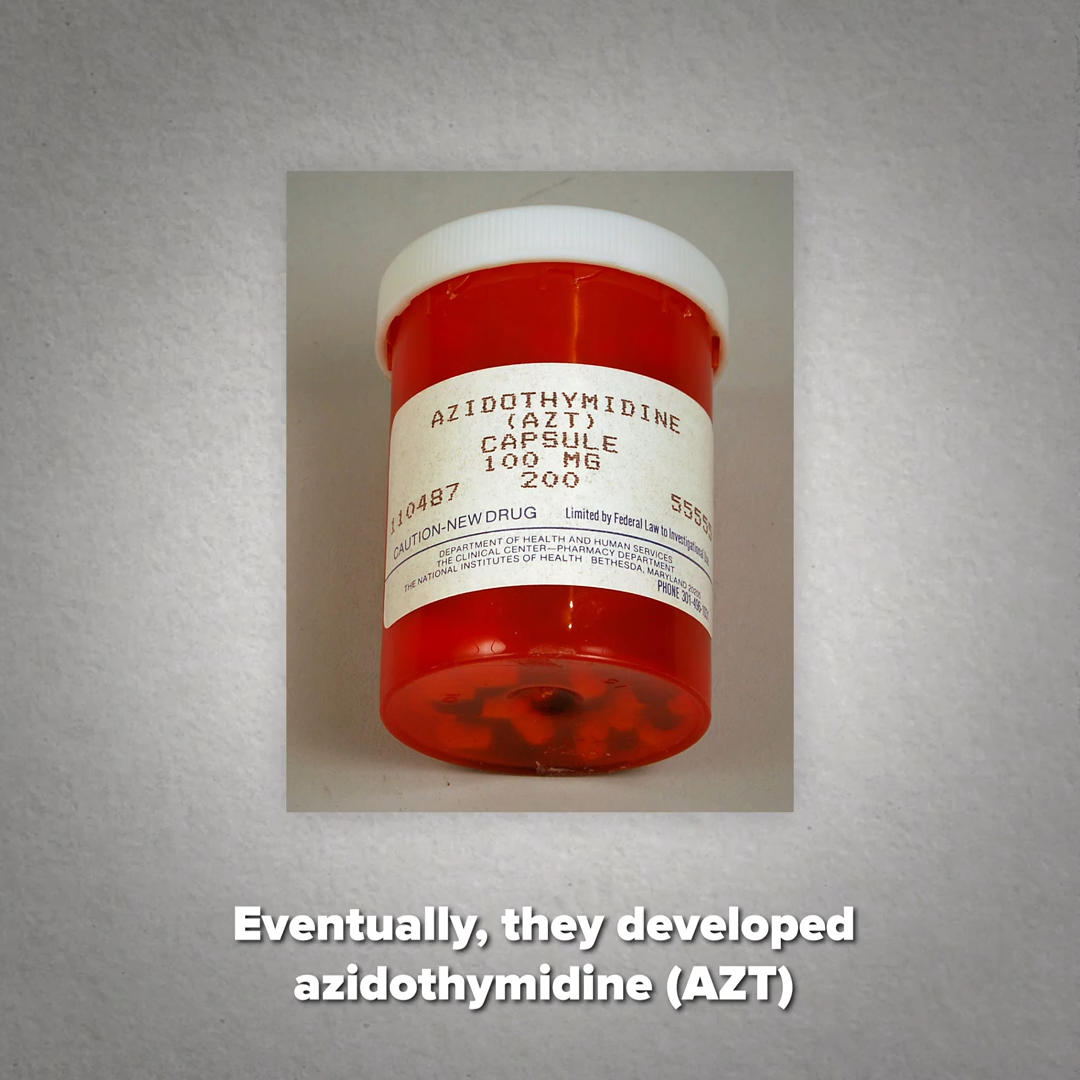 AZIDOTHYMIDINE
(AZT)
CAPSULE
100 MG
200
110487
CAUTION-NEW DRUG Limited by Federal Law to Investigational
DEPARTMENT OF HEALTH AND HUMAN SERVICES
THE CLINICAL CENTER—PHARMACY DEPARTMENT
THE NATIONAL INSTITUTES OF HEALTH BETHESDA, MARYLAND
PHONE
Eventually, they developed
azidothymidine (AZT)